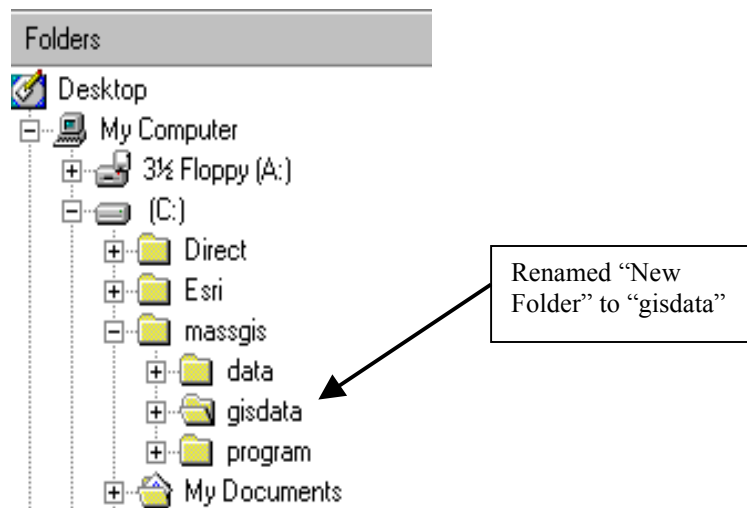 Folders
Desktop
My Computer
3½ Floppy (A:)
(C:)
Direct
Esri
massgis
data
gisdata
program
My Documents
Renamed “New
Folder” to “gisdata”